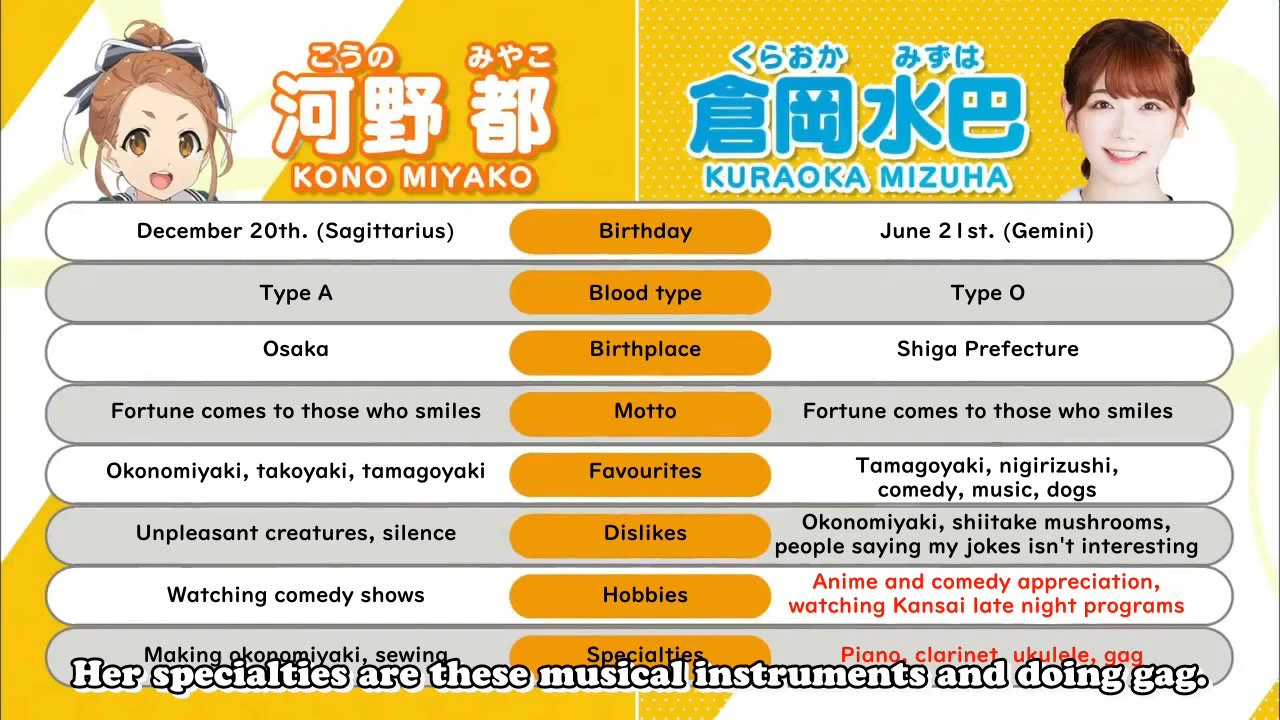 こうの みやこ
河野 都
KONO MIYAKO
くらおか みずは
倉岡水巴
KURAOKA MIZUHA
December 20th. (Sagittarius) Birthday June 21st. (Gemini)
Type A Blood type Type O
Osaka Birthplace Shiga Prefecture
Fortune comes to those who smiles Motto Fortune comes to those who smiles
Okonomiyaki, takoyaki, tamagoyaki Favourites Tamagoyaki, nigirizushi,
comedy, music, dogs
Unpleasant creatures, silence Dislikes Okonomiyaki, shiitake mushrooms,
people saying my jokes isn't interesting
Watching comedy shows Hobbies Anime and comedy appreciation,
watching Kansai late night programs
Making okonomiyaki, sewing Specialties Piano, clarinet, ukulele, gag
Her specialties are these musical instruments and doing gag.